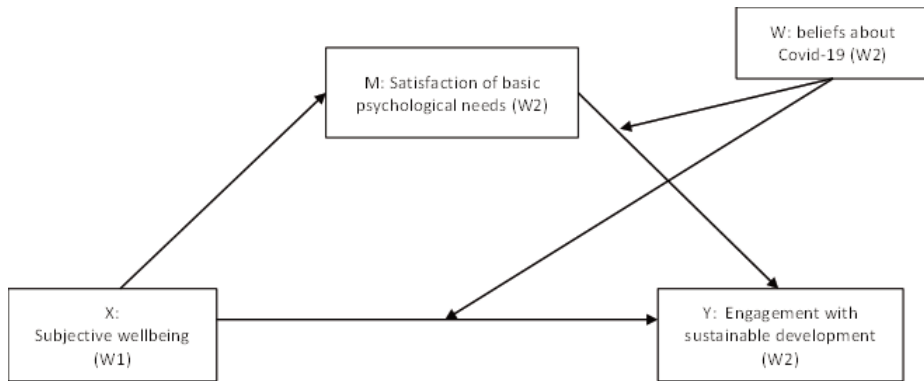 W: beliefs about
Covid-19 (W2)
M: Satisfaction of basic
psychological needs (W2)
X:
Subjective wellbeing
(W1)
Y: Engagement with
sustainable development
(W2)